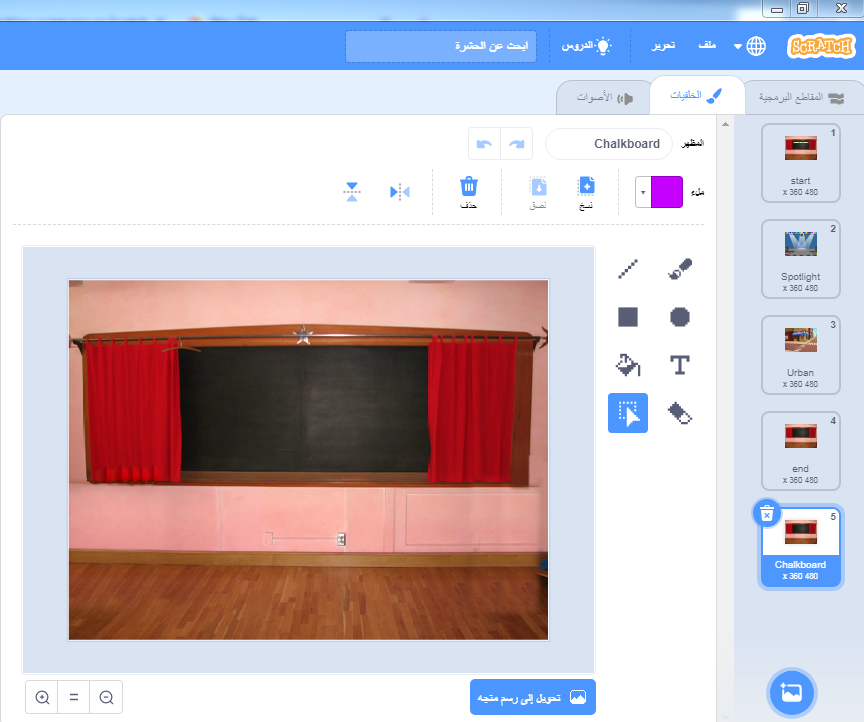 SCRATCH
ملف
تحرير
الدروس
ابحث عن الحشرة
المقاطع البرمجية
الخلفيات
الأصوات
المظهر
Chalkboard
ملء
نسخ
لصق
حذف
1
start
480 x 360
2
Spotlight
480 x 360
3
Urban
480 x 360
4
end
480 x 360
5
Chalkboard
480 x 360
تحويل إلى رسم متجه